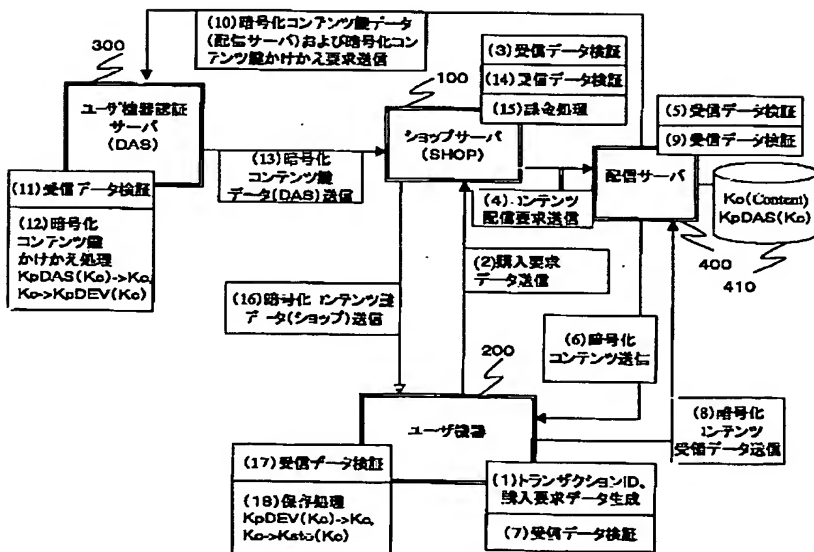 (10)暗号化コンテンツ鍵データ
(配信サーバ)および暗号化コン
テンツ鍵かけかえ要求送信
300
ユーザ機器認証
サーバ
(DAS)
(11)受信データ検証
(12)暗号化
コンテンツ鍵
かけかえ処理
KpDAS(Kc)->Kc,
Kc->KpDEV(Kc)
(13)暗号化
コンテンツ鍵
データ(DAS)送信
100
ショップサーバ
(SHOP)
(3)受信データ検証
(14)受信データ検証
(15)課金処理
(4)コンテンツ
配信要求送信
(5)受信データ検証
(9)受信データ検証
配信サーバ
400
Kc(Content)
KpDAS(Kc)
410
(2)購入要求
データ送信
(16)暗号化コンテンツ鍵
データ(ショップ)送信
(6)暗号化
コンテンツ送信
(8)暗号化
コンテンツ
受領データ送信
200
ユーザ機器
(17)受信データ検証
(18)保存処理
KpDEV(Kc)->Kc,
Kc->Ksto(Kc)
(1)トランザクションID、
購入要求データ生成
(7)受信データ検証